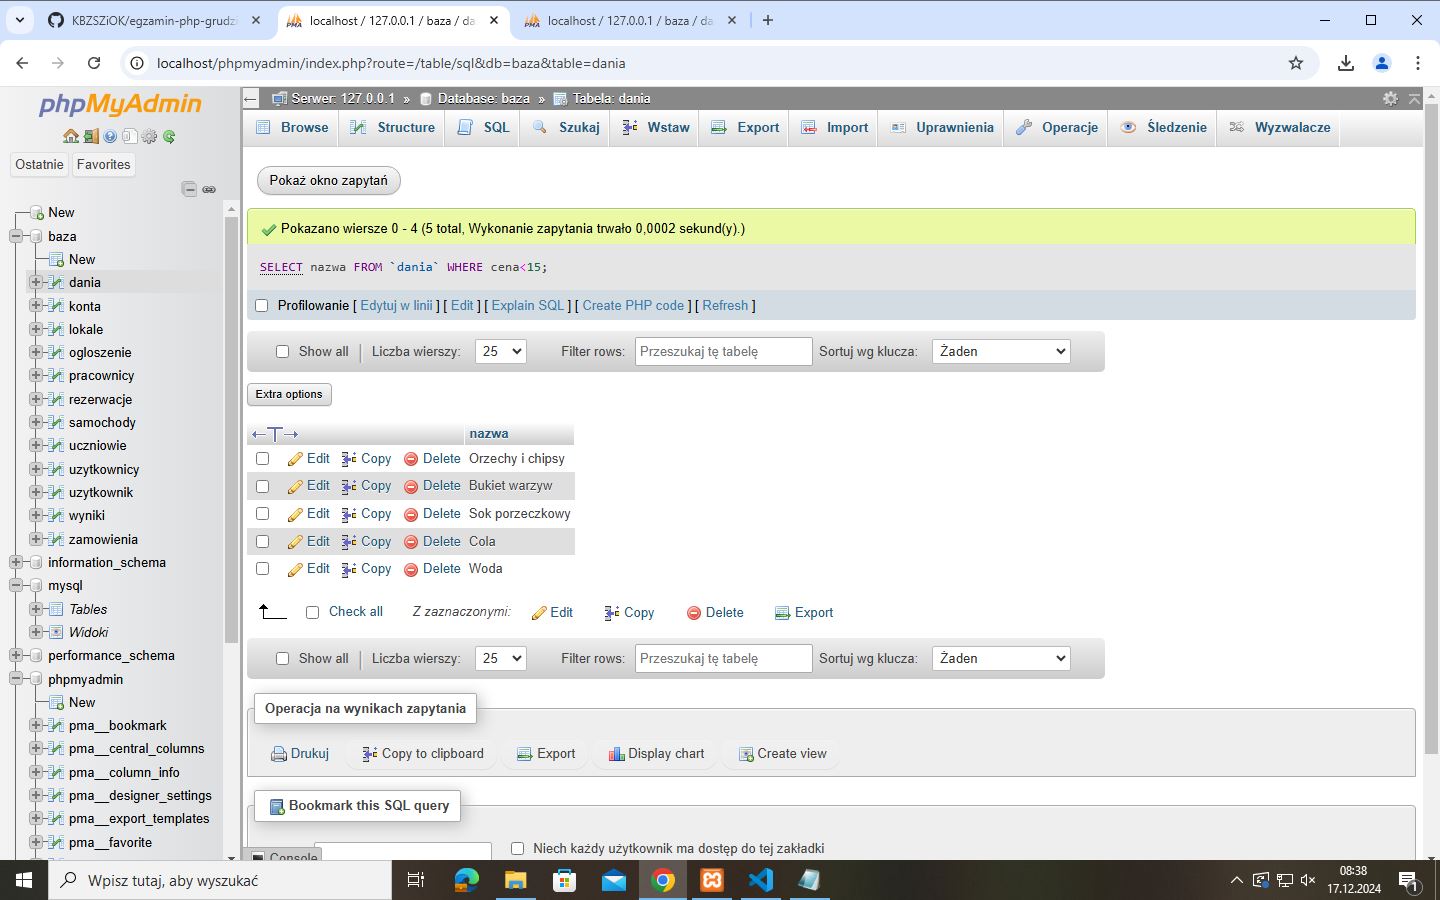 KBZSZiOK/egzamin-php-grudzi
localhost / 127.0.0.1 / baza / da
localhost / 127.0.0.1 / baza / da
localhost/phpmyadmin/index.php?route=/table/sql&db=baza&table=dania
phpMyAdmin
Ostatnie
Favorites
New
baza
New
dania
konta
lokale
ogloszenie
pracownicy
rezerwacje
samochody
uczniowie
uzytkownicy
uzytkownik
wyniki
zamowienia
information_schema
mysql
Tables
Widoki
performance_schema
phpmyadmin
New
pma__bookmark
pma__central_columns
pma__column_info
pma__designer_settings
pma__export_templates
pma__favorite
Serwer: 127.0.0.1 » Database: baza » Tabela: dania
Browse Structure SQL Szukaj Wstaw Export Import Uprawnienia Operacje Śledzenie Wyzwalacze
Pokaż okno zapytań
Pokazano wiersze 0 - 4 (5 total, Wykonanie zapytania trwało 0,0002 sekund(y).)
SELECT nazwa FROM `dania` WHERE cena<15;
Profilowanie [ Edytuj w linii ] [ Edit ] [ Explain SQL ] [ Create PHP code ] [ Refresh ]
Show all Liczba wierszy: 25 Filter rows: Przeszukaj tę tabelę Sortuj wg klucza: Żaden
Extra options
nazwa
Edit Copy Delete Orzechy i chipsy
Edit Copy Delete Bukiet warzyw
Edit Copy Delete Sok porzeczkowy
Edit Copy Delete Cola
Edit Copy Delete Woda
Check all Z zaznaczonymi: Edit Copy Delete Export
Show all Liczba wierszy: 25 Filter rows: Przeszukaj tę tabelę Sortuj wg klucza: Żaden
Operacja na wynikach zapytania
Drukuj Copy to clipboard Export Display chart Create view
Bookmark this SQL query
Niech każdy użytkownik ma dostęp do tej zakładki
Console
Wpisz tutaj, aby wyszukać
08:38
17.12.2024
1